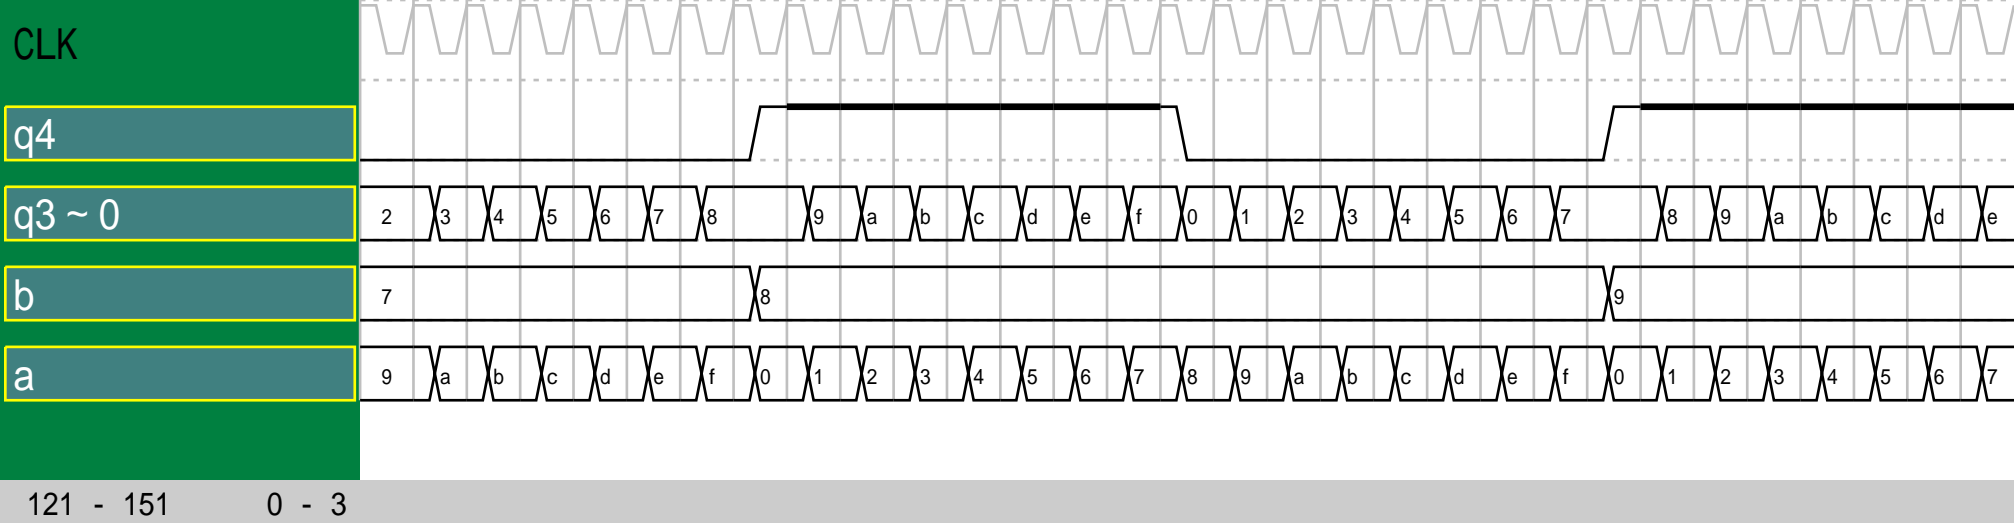 CLK
q4
q3 ~ 0 2 3 4 5 6 7 8 9 a b c d e f 0 1 2 3 4 5 6 7 8 9 a b c d e
b 7 8 9
a 9 a b c d e f 0 1 2 3 4 5 6 7 8 9 a b c d e f 0 1 2 3 4 5 6 7
121 - 151 0 - 3